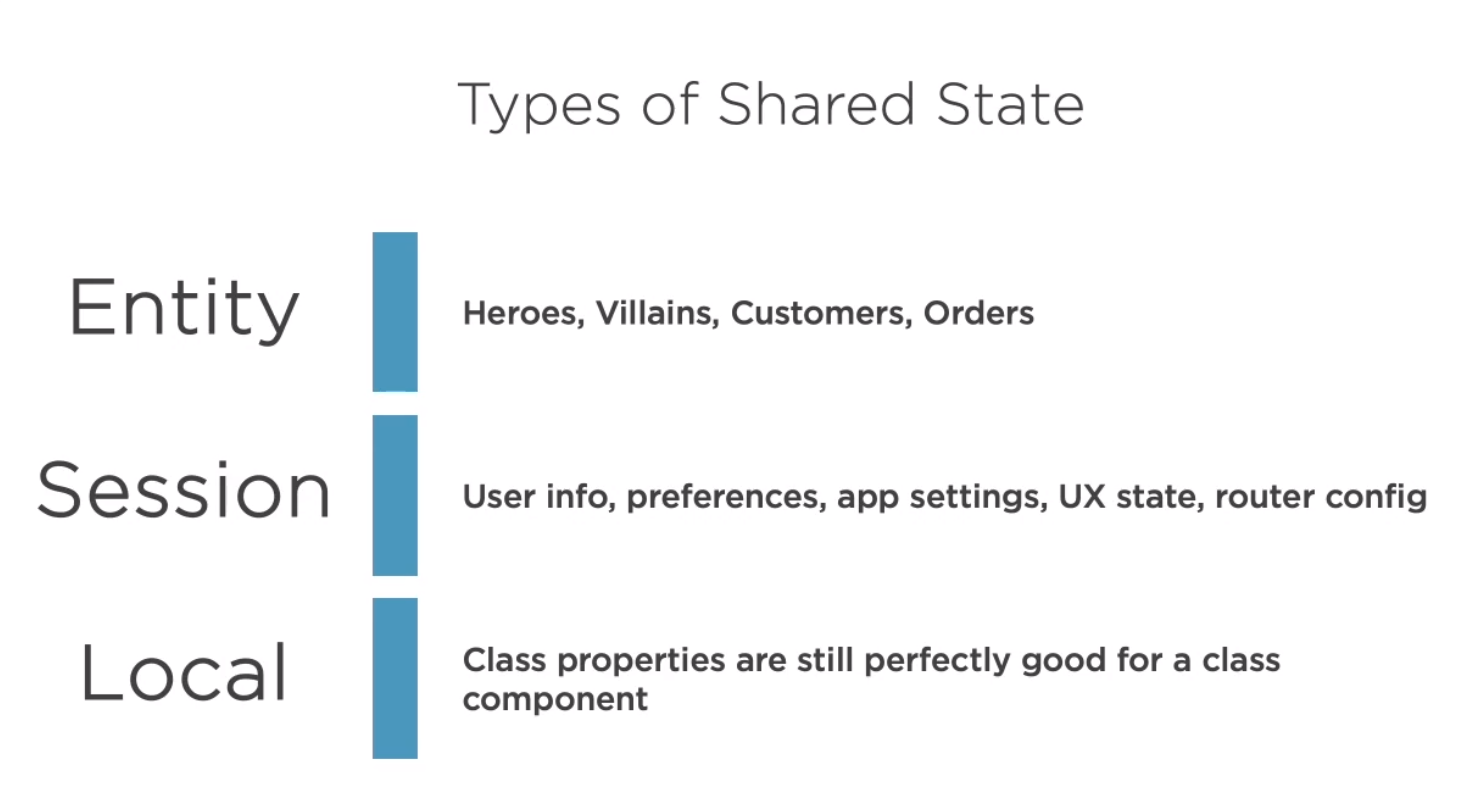 Types of Shared State
Entity
Heroes, Villains, Customers, Orders
Session
User info, preferences, app settings, UX state, router config
Local
Class properties are still perfectly good for a class
component